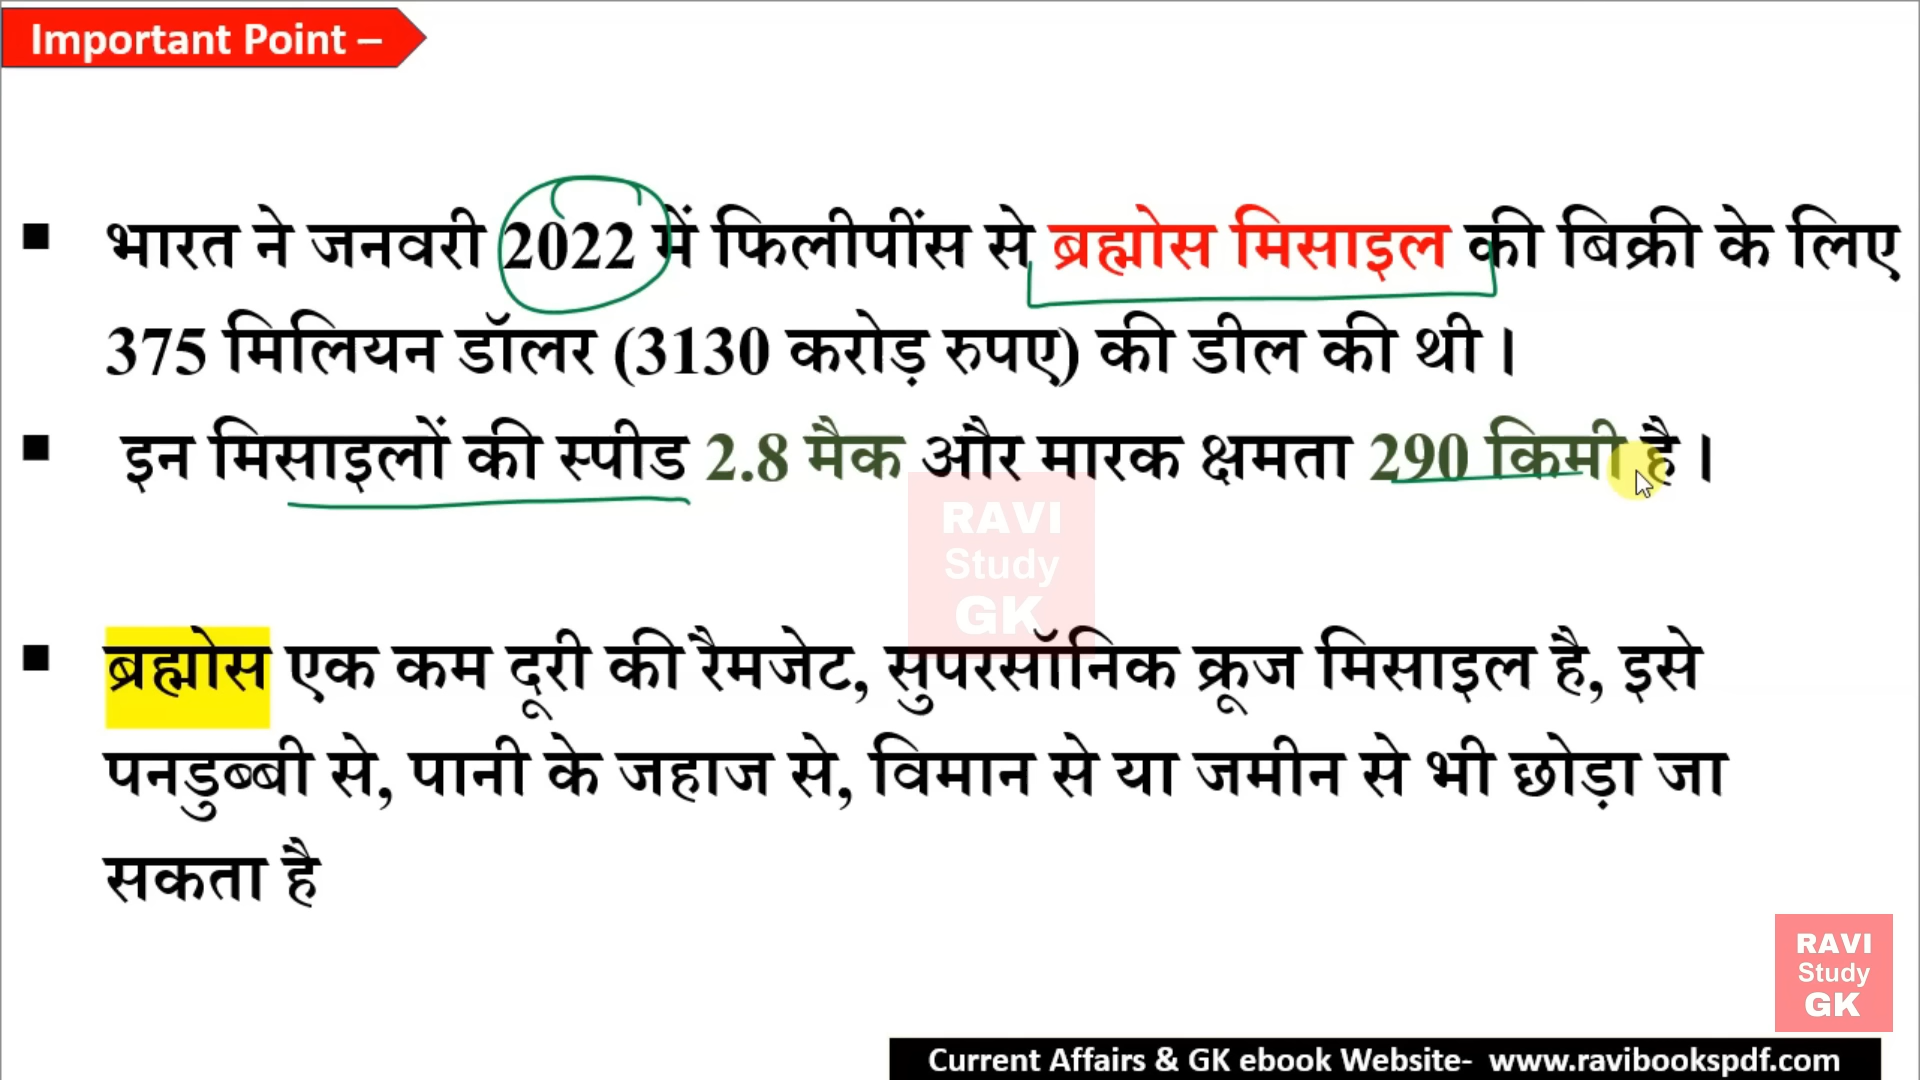 Important Point –
▪ भारत ने जनवरी 2022 में फिलीपींस से ब्रह्मोस मिसाइल की बिक्री के लिए
375 मिलियन डॉलर (3130 करोड़ रुपए) की डील की थी।
▪ इन मिसाइलों की स्पीड 2.8 मैक और मारक क्षमता 290 किमी है।
RAVI
Study
GK
▪ ब्रह्मोस एक कम दूरी की रैमजेट, सुपरसॉनिक क्रूज मिसाइल है, इसे
पनडुब्बी से, पानी के जहाज से, विमान से या जमीन से भी छोड़ा जा
सकता है
RAVI
Study
GK
Current Affairs & GK ebook Website- www.ravibookspdf.com